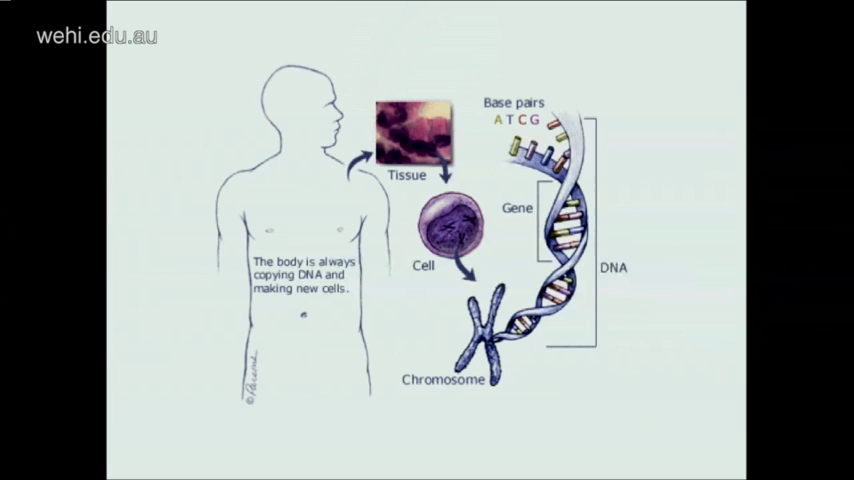 wehi.edu.au
Base pairs
A T C G
Tissue
Gene
The body is always
copying DNA and
making new cells.
Cell
DNA
Chromosome
© Parsons